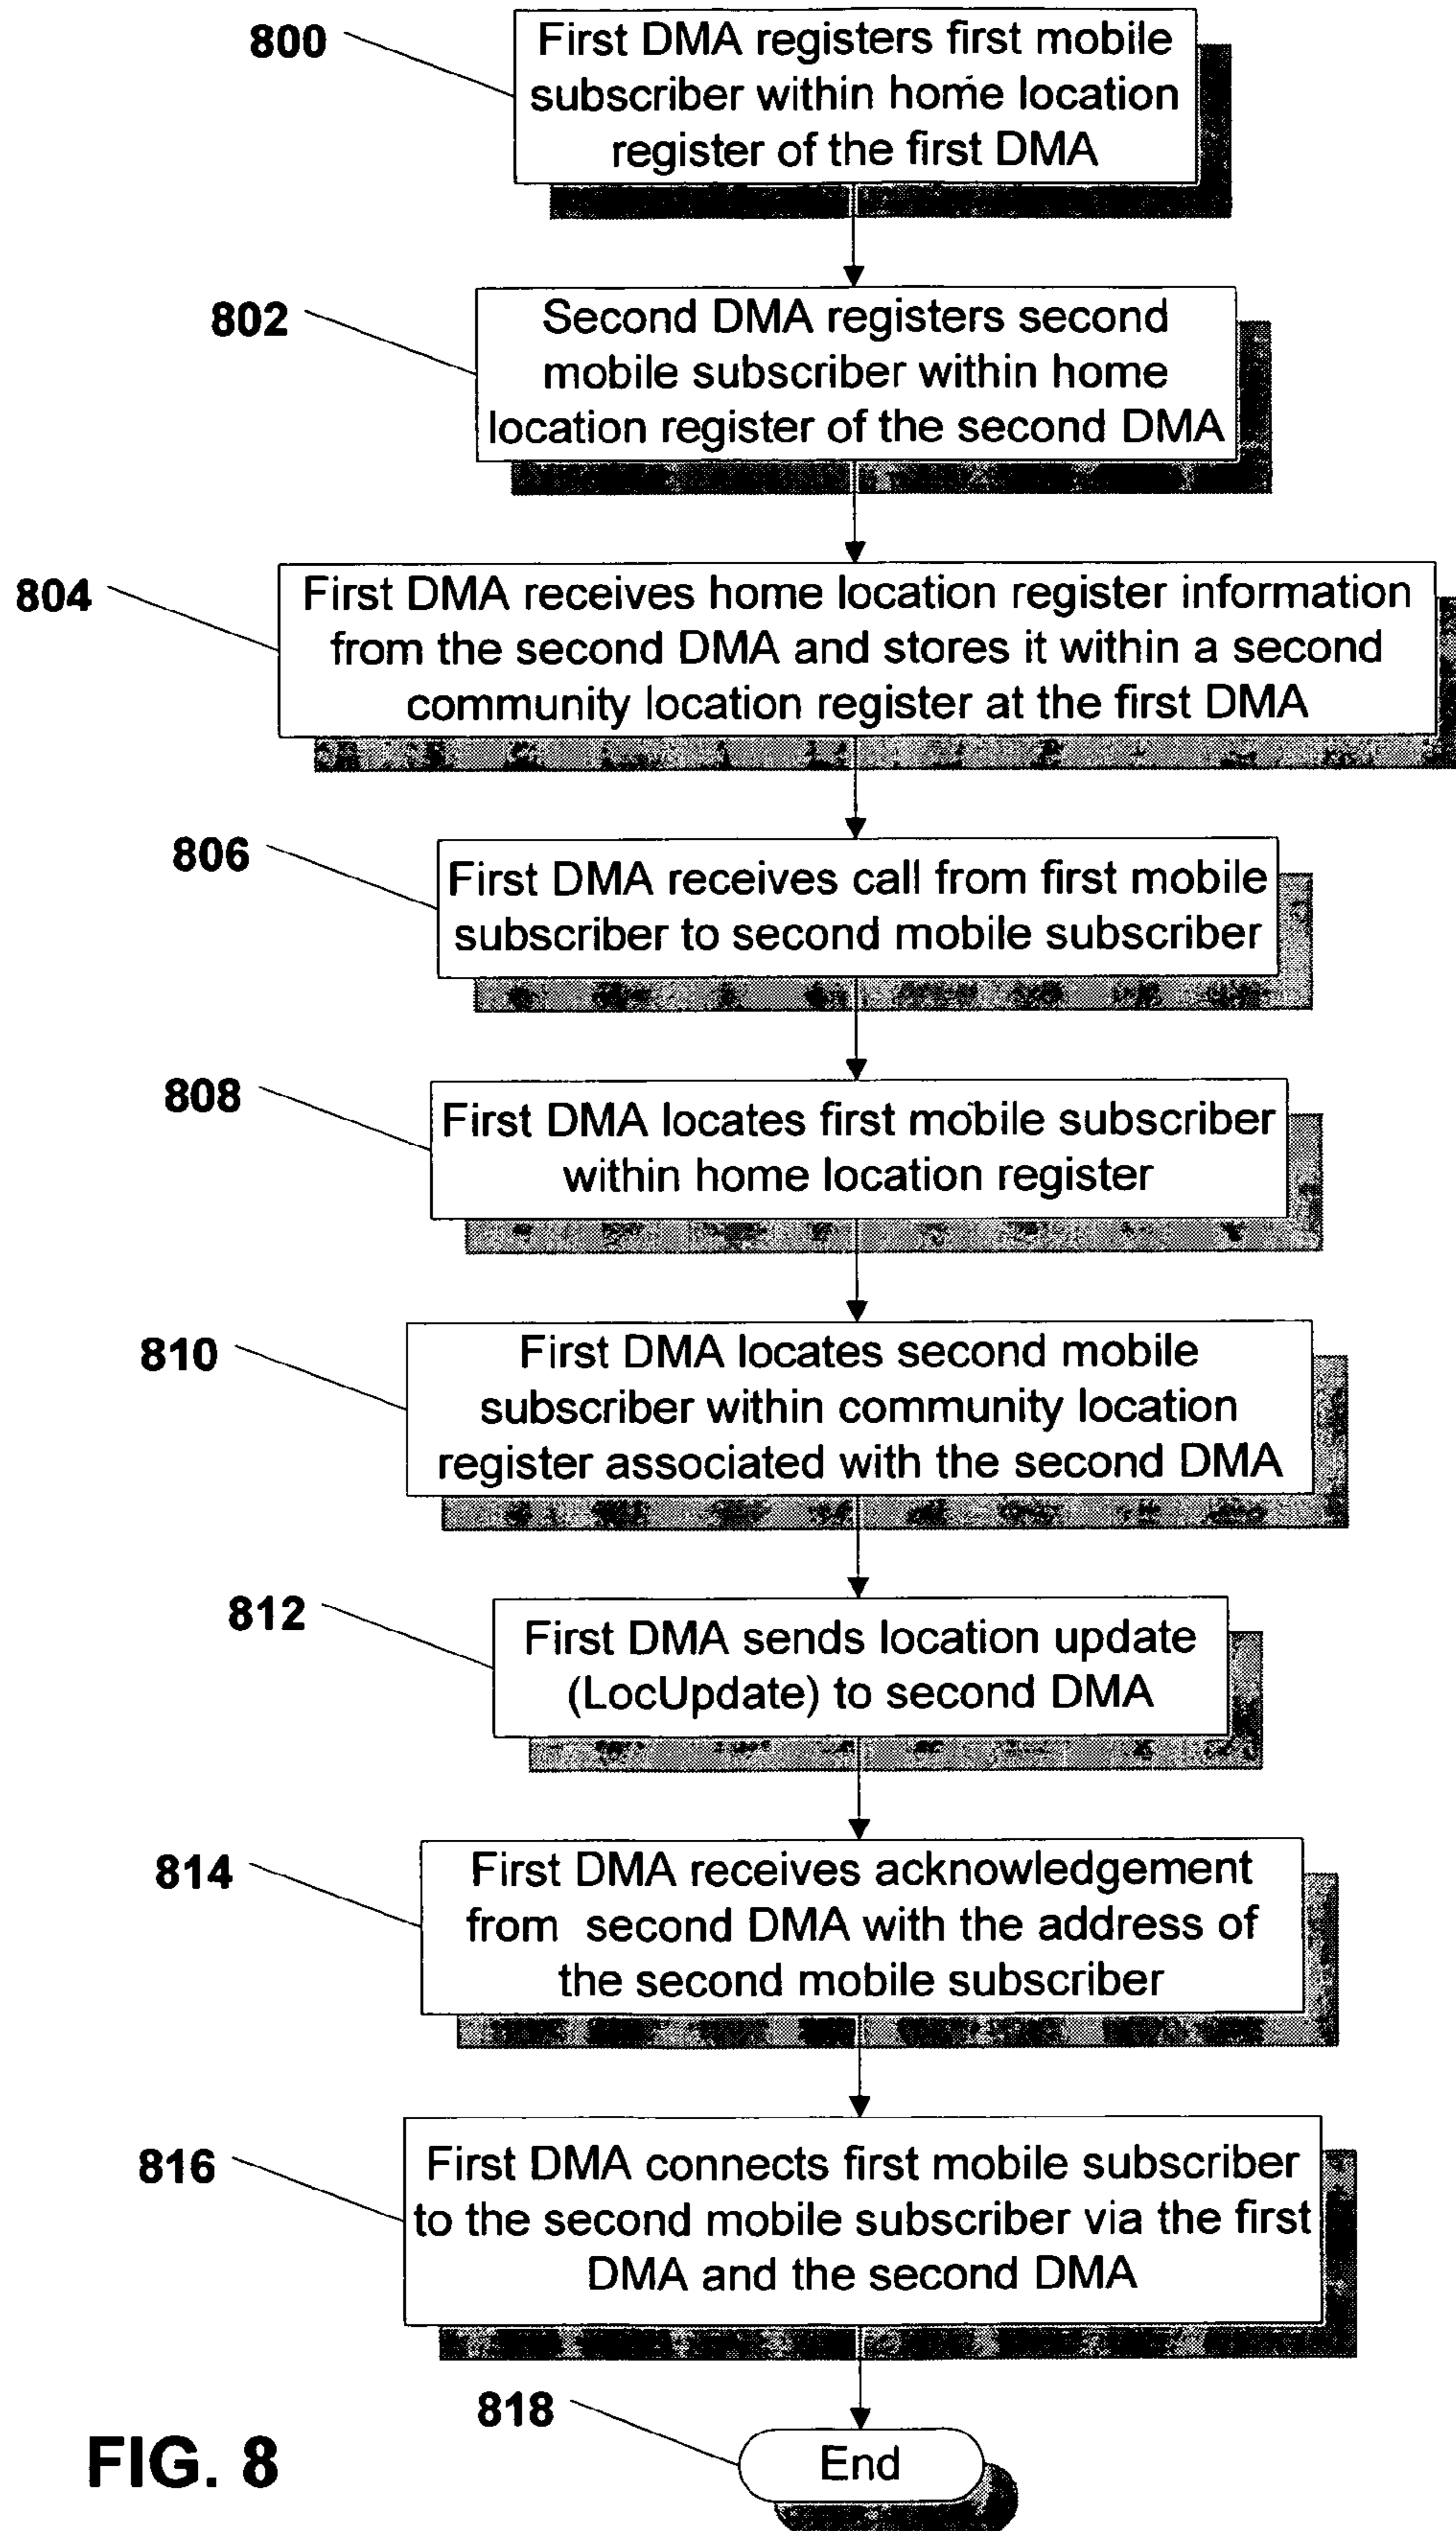 800
First DMA registers first mobile
subscriber within home location
register of the first DMA
802
Second DMA registers second
mobile subscriber within home
location register of the second DMA
804
First DMA receives home location register information
from the second DMA and stores it within a second
community location register at the first DMA
806
First DMA receives call from first mobile
subscriber to second mobile subscriber
808
First DMA locates first mobile subscriber
within home location register
810
First DMA locates second mobile
subscriber within community location
register associated with the second DMA
812
First DMA sends location update
(LocUpdate) to second DMA
814
First DMA receives acknowledgement
from second DMA with the address of
the second mobile subscriber
816
First DMA connects first mobile subscriber
to the second mobile subscriber via the first
DMA and the second DMA
818
End
FIG. 8